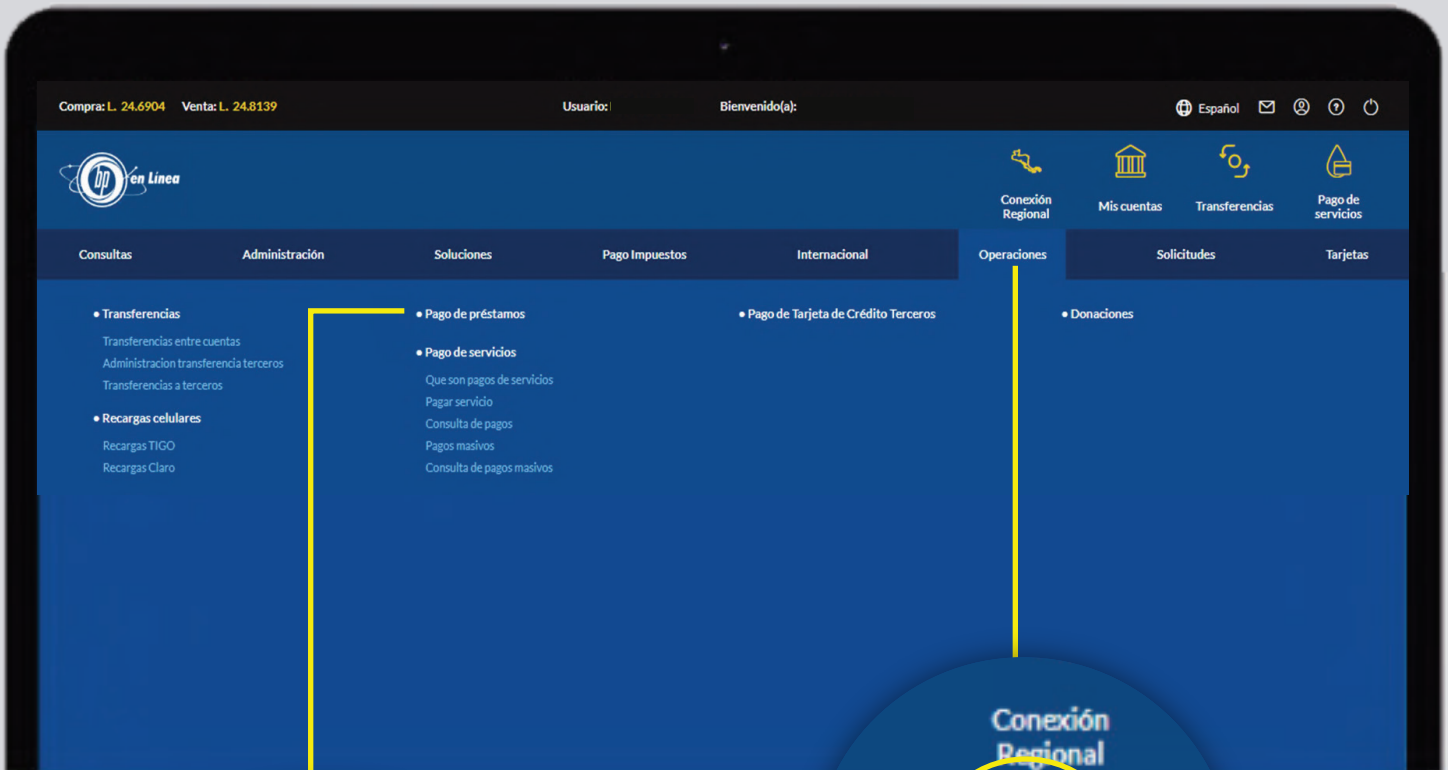 Compra: L. 24.6904 Venta: L. 24.8139 Usuario: Bienvenido(a): Español
bp en Línea
Conexión
Regional
Mis cuentas
Transferencias
Pago de
servicios
Consultas Administración Soluciones Pago Impuestos Internacional Operaciones Solicitudes Tarjetas
• Transferencias
Transferencias entre cuentas
Administracion transferencia terceros
Transferencias a terceros
• Recargas celulares
Recargas TIGO
Recargas Claro
• Pago de préstamos
• Pago de servicios
Que son pagos de servicios
Pagar servicio
Consulta de pagos
Pagos masivos
Consulta de pagos masivos
• Pago de Tarjeta de Crédito Terceros
• Donaciones
Conexión
Regional